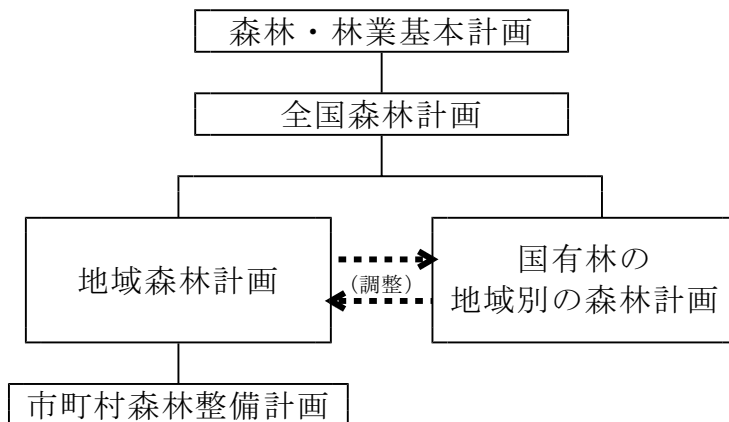 森林・林業基本計画
全国森林計画
地域森林計画
(調整)
国有林の
地域別の森林計画
市町村森林整備計画